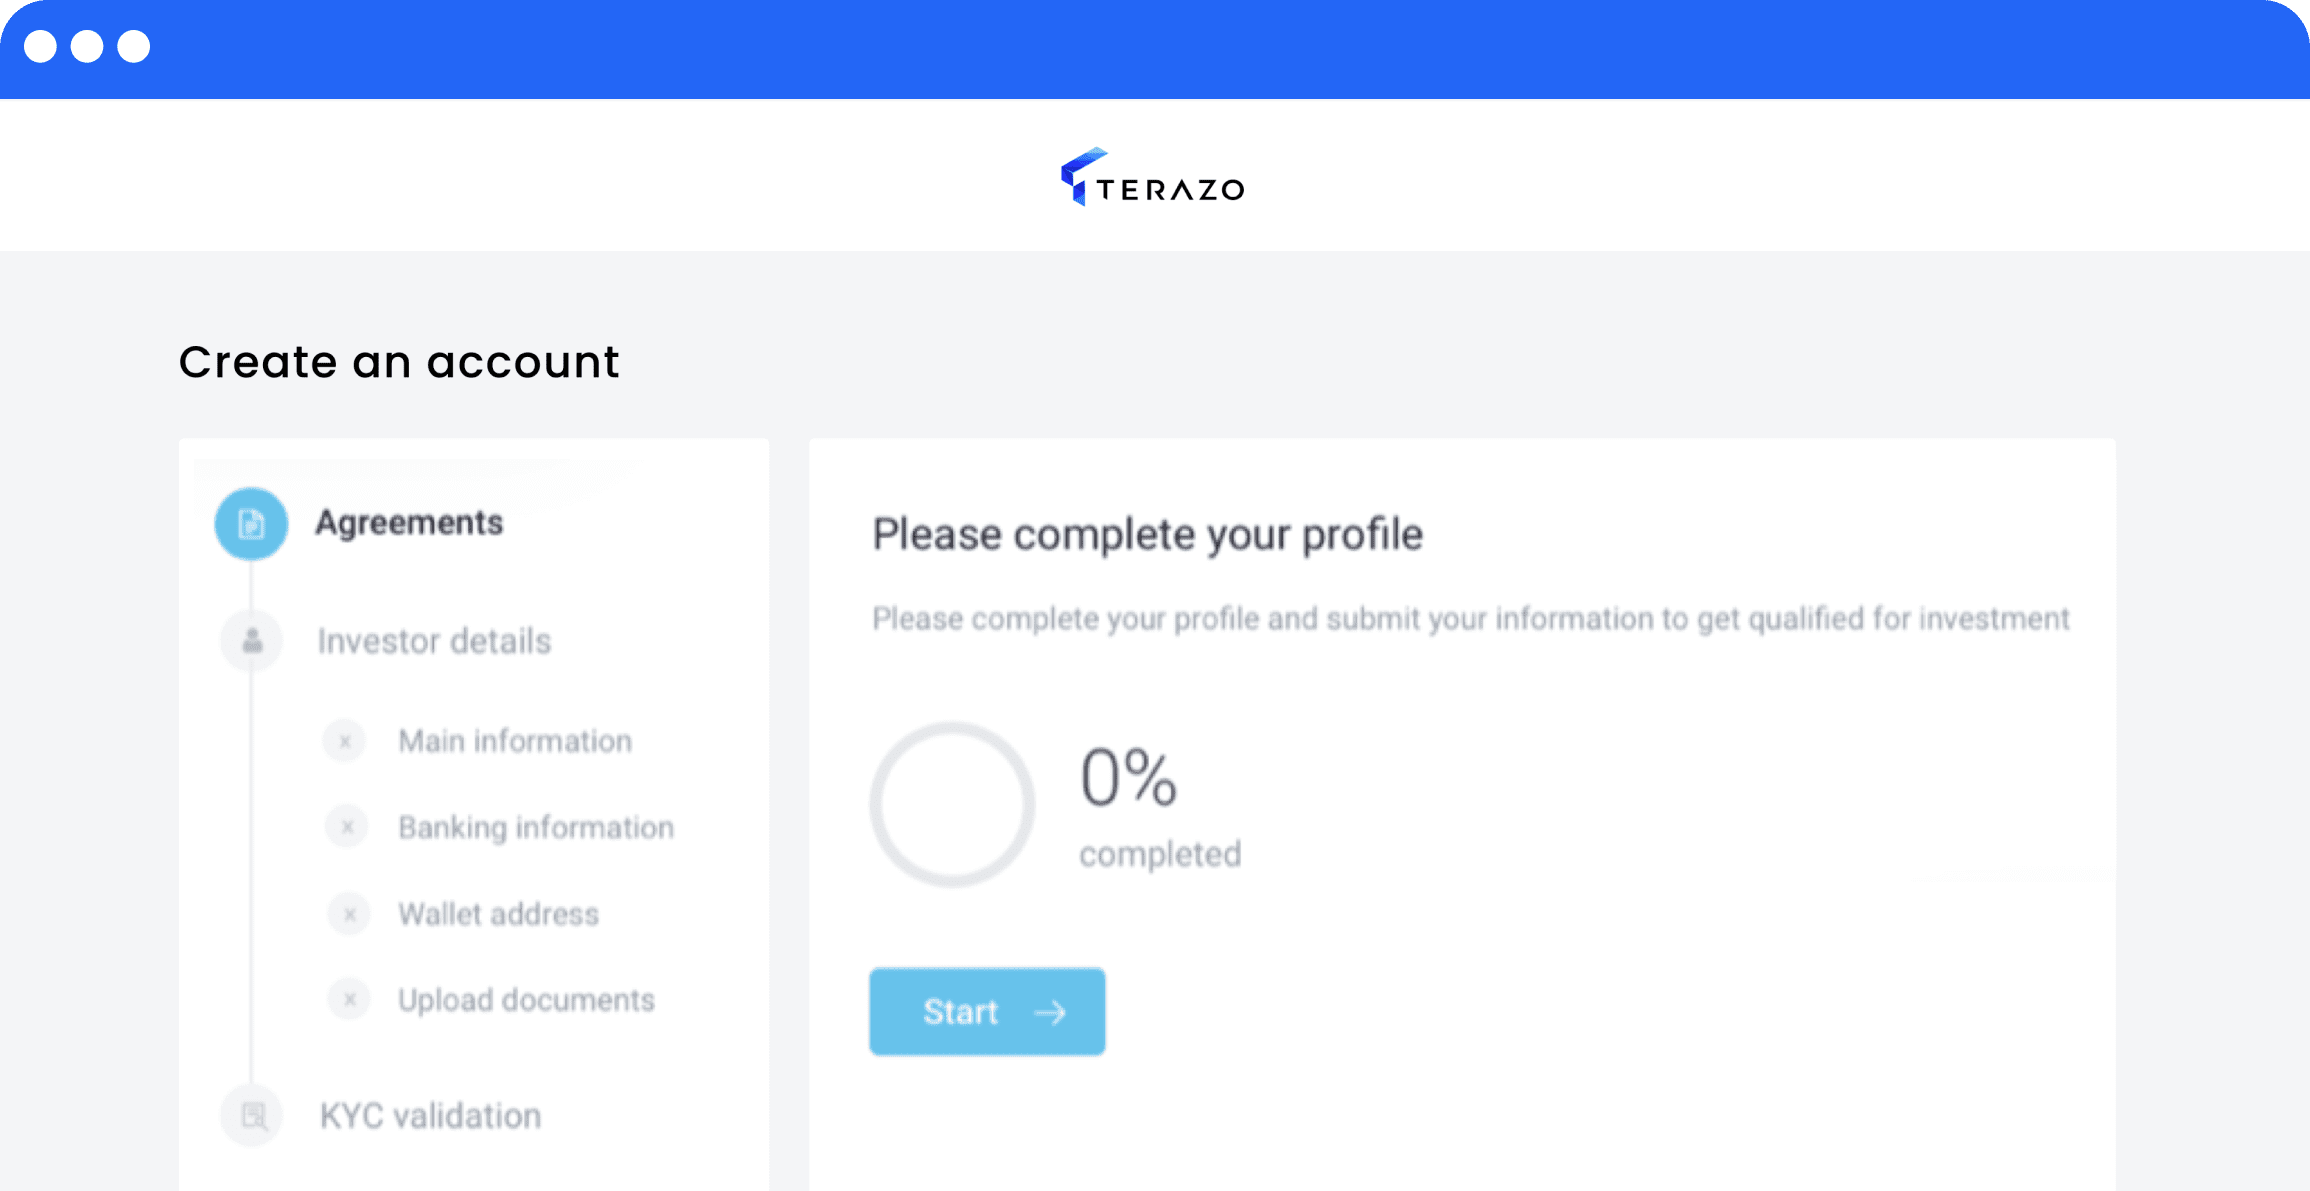 TERAZO
Create an account
Agreements
Investor details
x Main information
x Banking information
x Wallet address
x Upload documents
KYC validation
Please complete your profile
Please complete your profile and submit your information to get qualified for investment
0%
completed
Start →